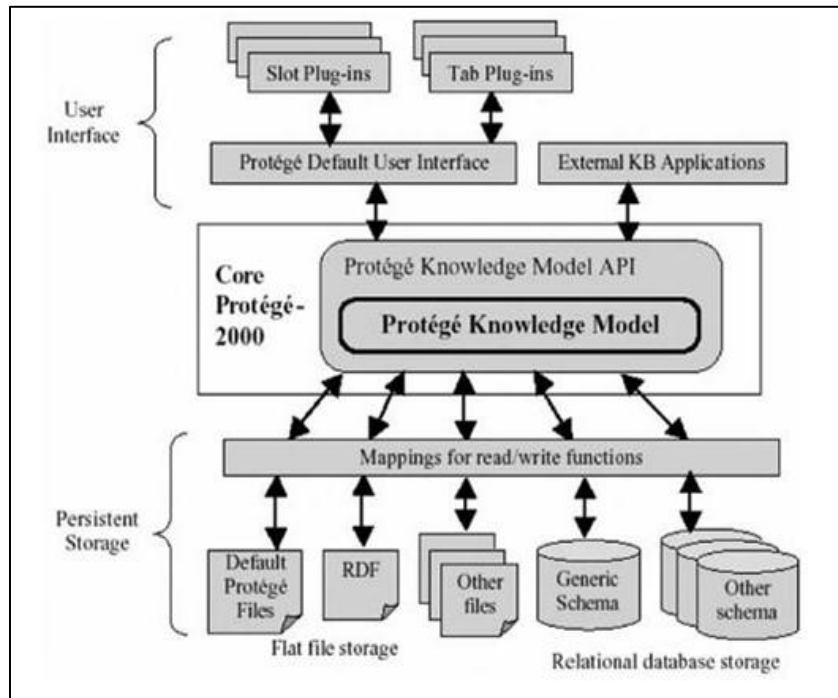 Slot Plug-ins
Tab Plug-ins
User
Interface
Protégé Default User Interface
External KB Applications
Core
Protégé-
2000
Protégé Knowledge Model API
Protégé Knowledge Model
Mappings for read/write functions
Persistent
Storage
Default
Protégé
Files
RDF
Other
files
Generic
Schema
Other
schema
Flat file storage
Relational database storage